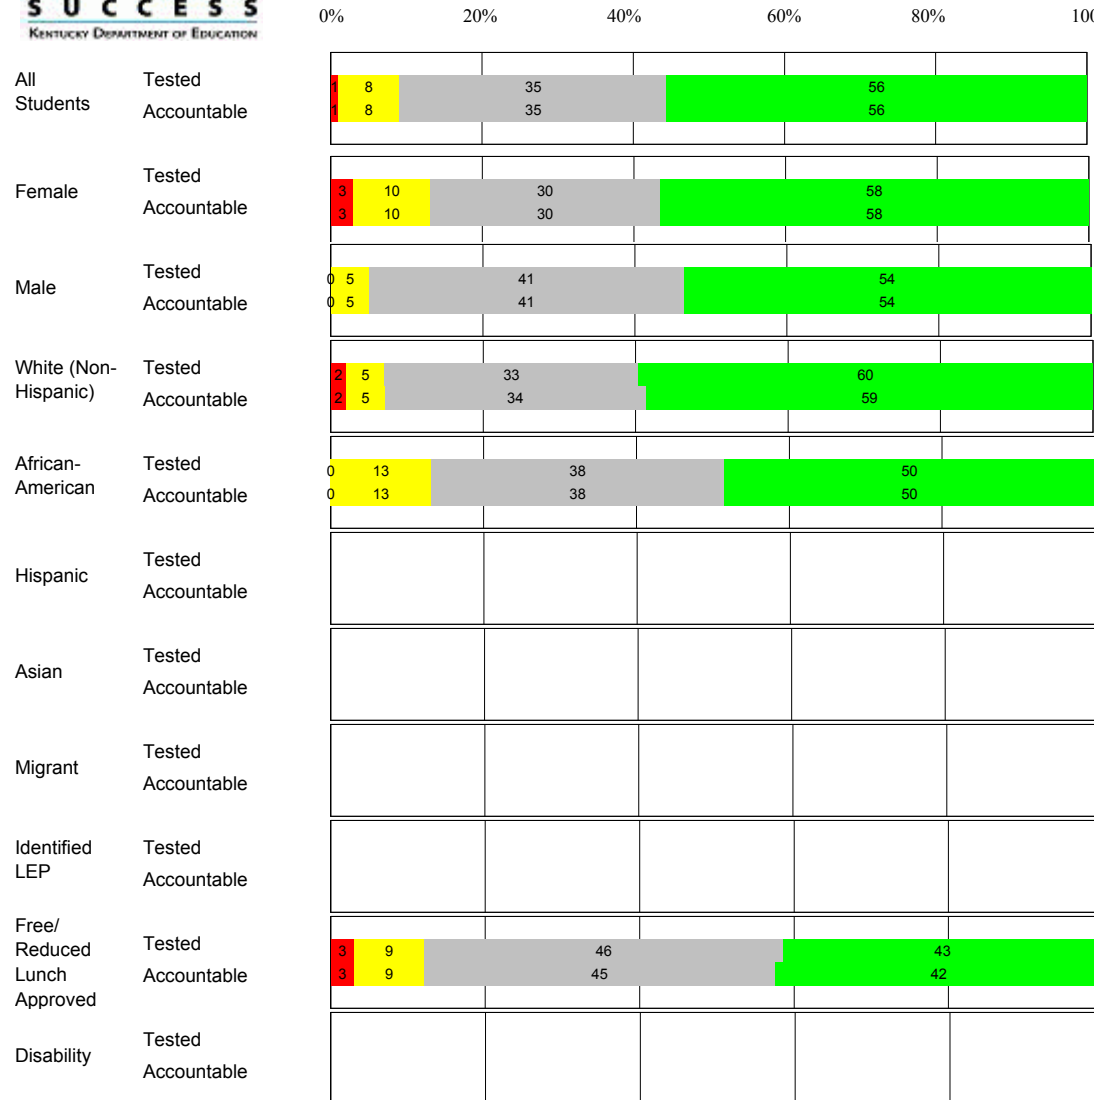 SUCCESS
KENTUCKY DEPARTMENT OF EDUCATION
0% 20% 40% 60% 80% 100
All Students
Tested 1 8 35 56
Accountable 1 8 35 56
Female
Tested 3 10 30 58
Accountable 3 10 30 58
Male
Tested 0 5 41 54
Accountable 0 5 41 54
White (Non-
Hispanic)
Tested 2 5 33 60
Accountable 2 5 34 59
African-
American
Tested 0 13 38 50
Accountable 0 13 38 50
Hispanic
Tested
Accountable
Asian
Tested
Accountable
Migrant
Tested
Accountable
Identified
LEP
Tested
Accountable
Free/
Reduced
Lunch
Approved
Tested 3 9 46 43
Accountable 3 9 45 42
Disability
Tested
Accountable